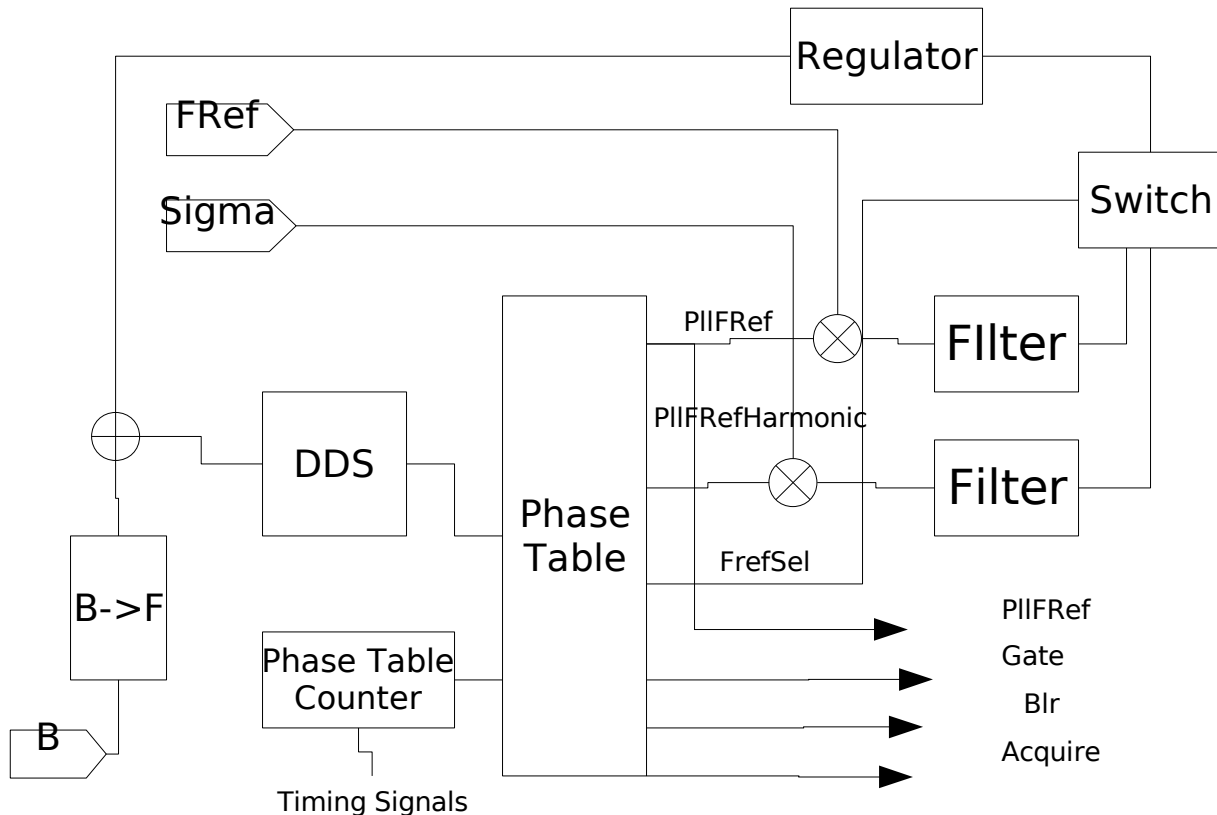 Regulator
FRef
Switch
Sigma
PllFRef
FIlter
PllFRefHarmonic
DDS
Filter
Phase
Table
FrefSel
B->F
PllFRef
Phase Table
Counter
Gate
Blr
B
Acquire
Timing Signals